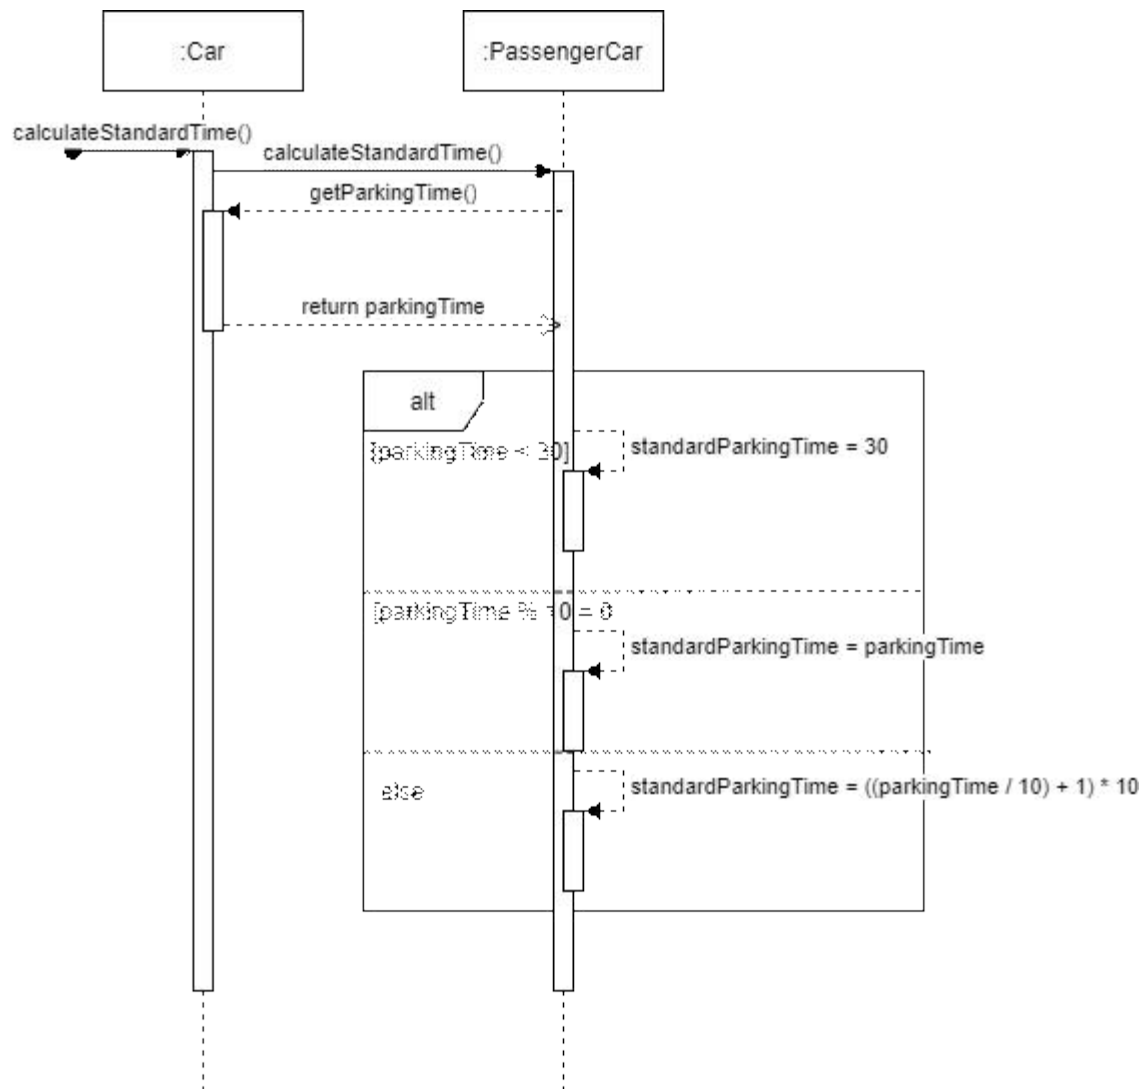 :Car
:PassengerCar
calculateStandardTime()
calculateStandardTime()
getParkingTime()
return parkingTime
alt
[parkingTime < 30]
standardParkingTime = 30
[parkingTime % 10 = 0
standardParkingTime = parkingTime
else
standardParkingTime = ((parkingTime / 10) + 1) * 10